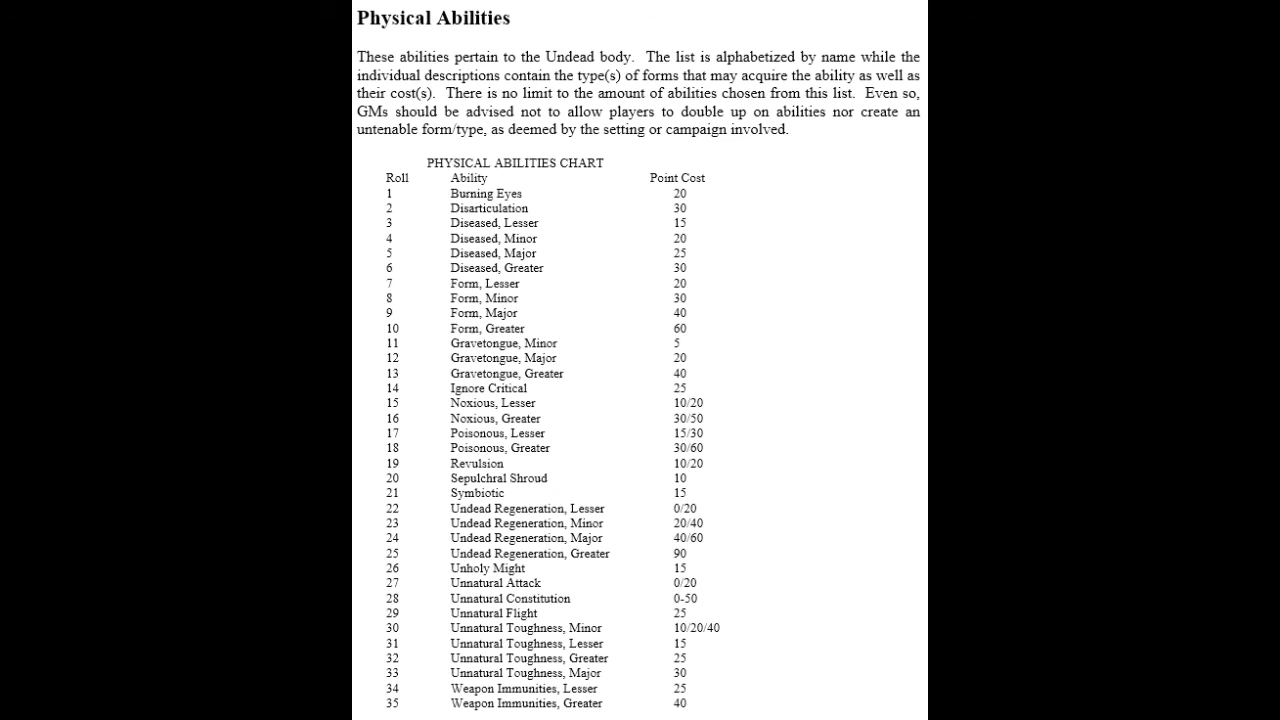 Physical Abilities
These abilities pertain to the Undead body. The list is alphabetized by name while the
individual descriptions contain the type(s) of forms that may acquire the ability as well as
their cost(s). There is no limit to the amount of abilities chosen from this list. Even so,
GMs should be advised not to allow players to double up on abilities nor create an
untenable form/type, as deemed by the setting or campaign involved.
PHYSICAL ABILITIES CHART
Roll Ability Point Cost
1 Burning Eyes 20
2 Disarticulation 30
3 Diseased, Lesser 15
4 Diseased, Minor 20
5 Diseased, Major 25
6 Diseased, Greater 30
7 Form, Lesser 20
8 Form, Minor 30
9 Form, Major 40
10 Form, Greater 60
11 Gravetongue, Minor 5
12 Gravetongue, Major 20
13 Gravetongue, Greater 40
14 Ignore Critical 25
15 Noxious, Lesser 10/20
16 Noxious, Greater 30/50
17 Poisonous, Lesser 15/30
18 Poisonous, Greater 30/60
19 Revulsion 10/20
20 Sepulchral Shroud 10
21 Symbiotic 15
22 Undead Regeneration, Lesser 0/20
23 Undead Regeneration, Minor 20/40
24 Undead Regeneration, Major 40/60
25 Undead Regeneration, Greater 90
26 Unholy Might 15
27 Unnatural Attack 0/20
28 Unnatural Constitution 0-50
29 Unnatural Flight 25
30 Unnatural Toughness, Minor 10/20/40
31 Unnatural Toughness, Lesser 15
32 Unnatural Toughness, Greater 25
33 Unnatural Toughness, Major 30
34 Weapon Immunities, Lesser 25
35 Weapon Immunities, Greater 40